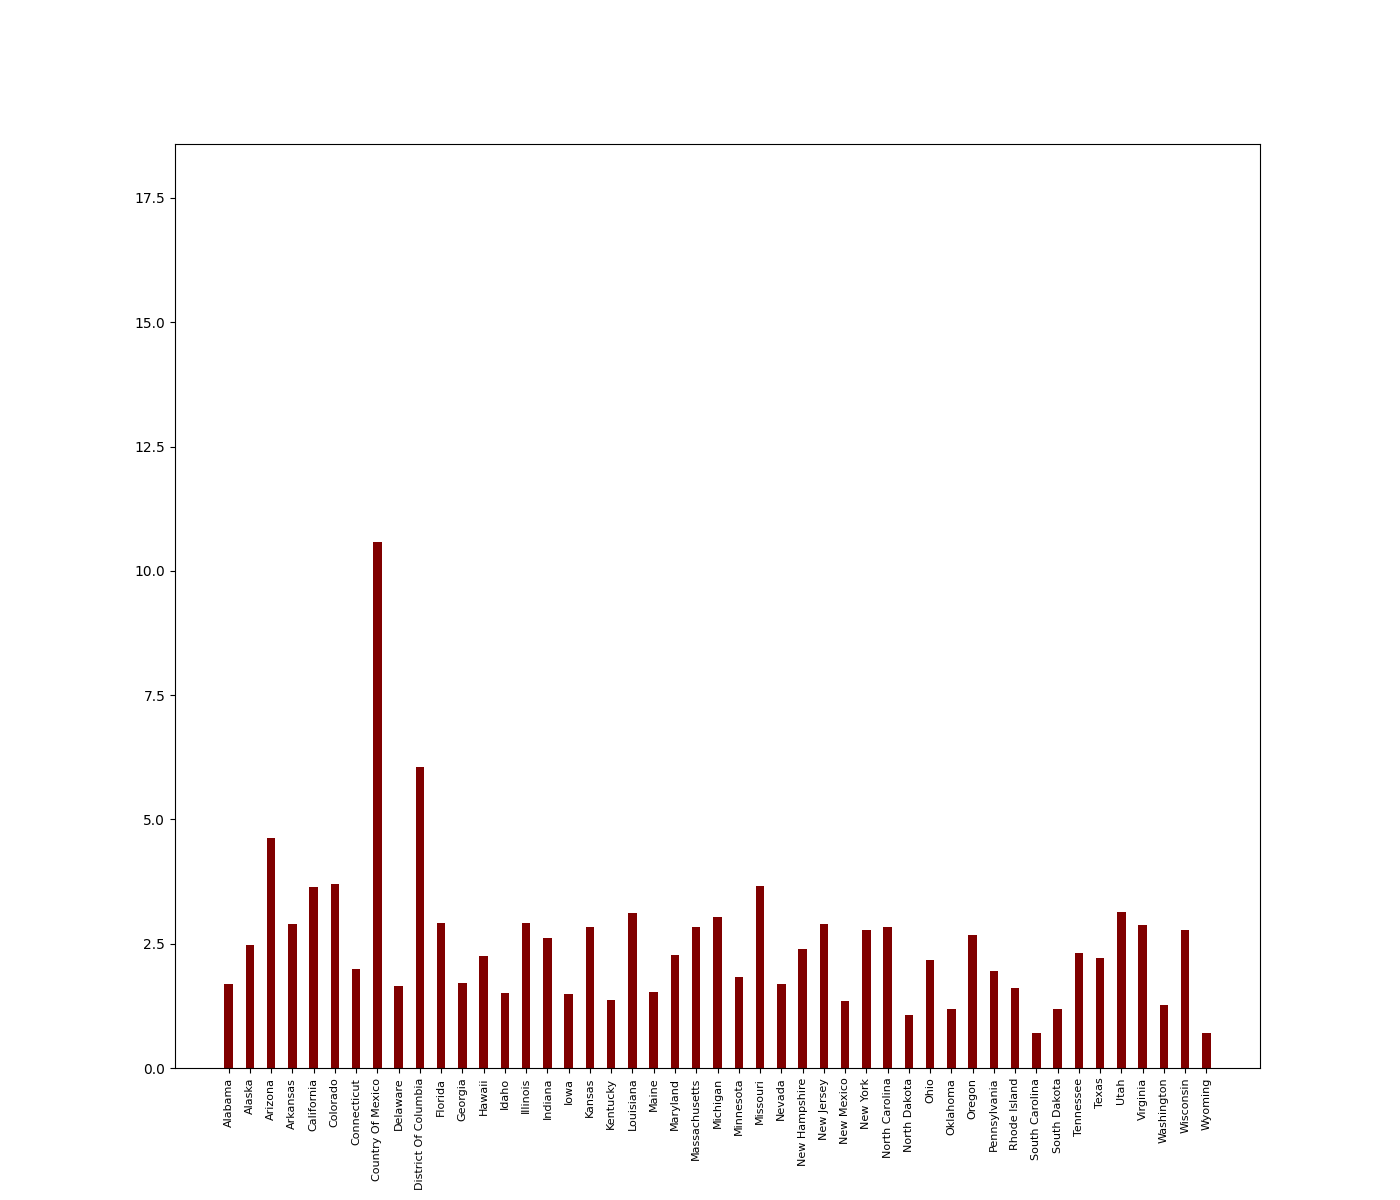 17.5
15.0
12.5
10.0
7.5
5.0
2.5
0.0
Alabama
Alaska
Arizona
Arkansas
California
Colorado
Connecticut
Country Of Mexico
Delaware
District Of Columbia
Florida
Georgia
Hawaii
Idaho
Illinois
Indiana
Iowa
Kansas
Kentucky
Louisiana
Maine
Maryland
Massachusetts
Michigan
Minnesota
Missouri
Nevada
New Hampshire
New Jersey
New Mexico
New York
North Carolina
North Dakota
Ohio
Oklahoma
Oregon
Pennsylvania
Rhode Island
South Carolina
South Dakota
Tennessee
Texas
Utah
Virginia
Washington
Wisconsin
Wyoming